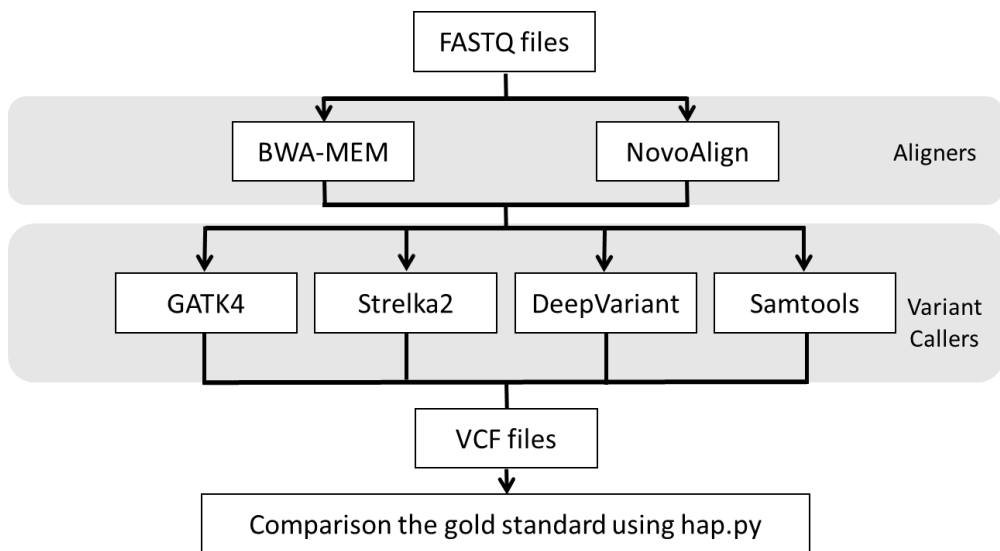 FASTQ files
BWA-MEM
NovoAlign
Aligners
GATK4
Strelka2
DeepVariant
Samtools
Variant
Callers
VCF files
Comparison the gold standard using hap.py